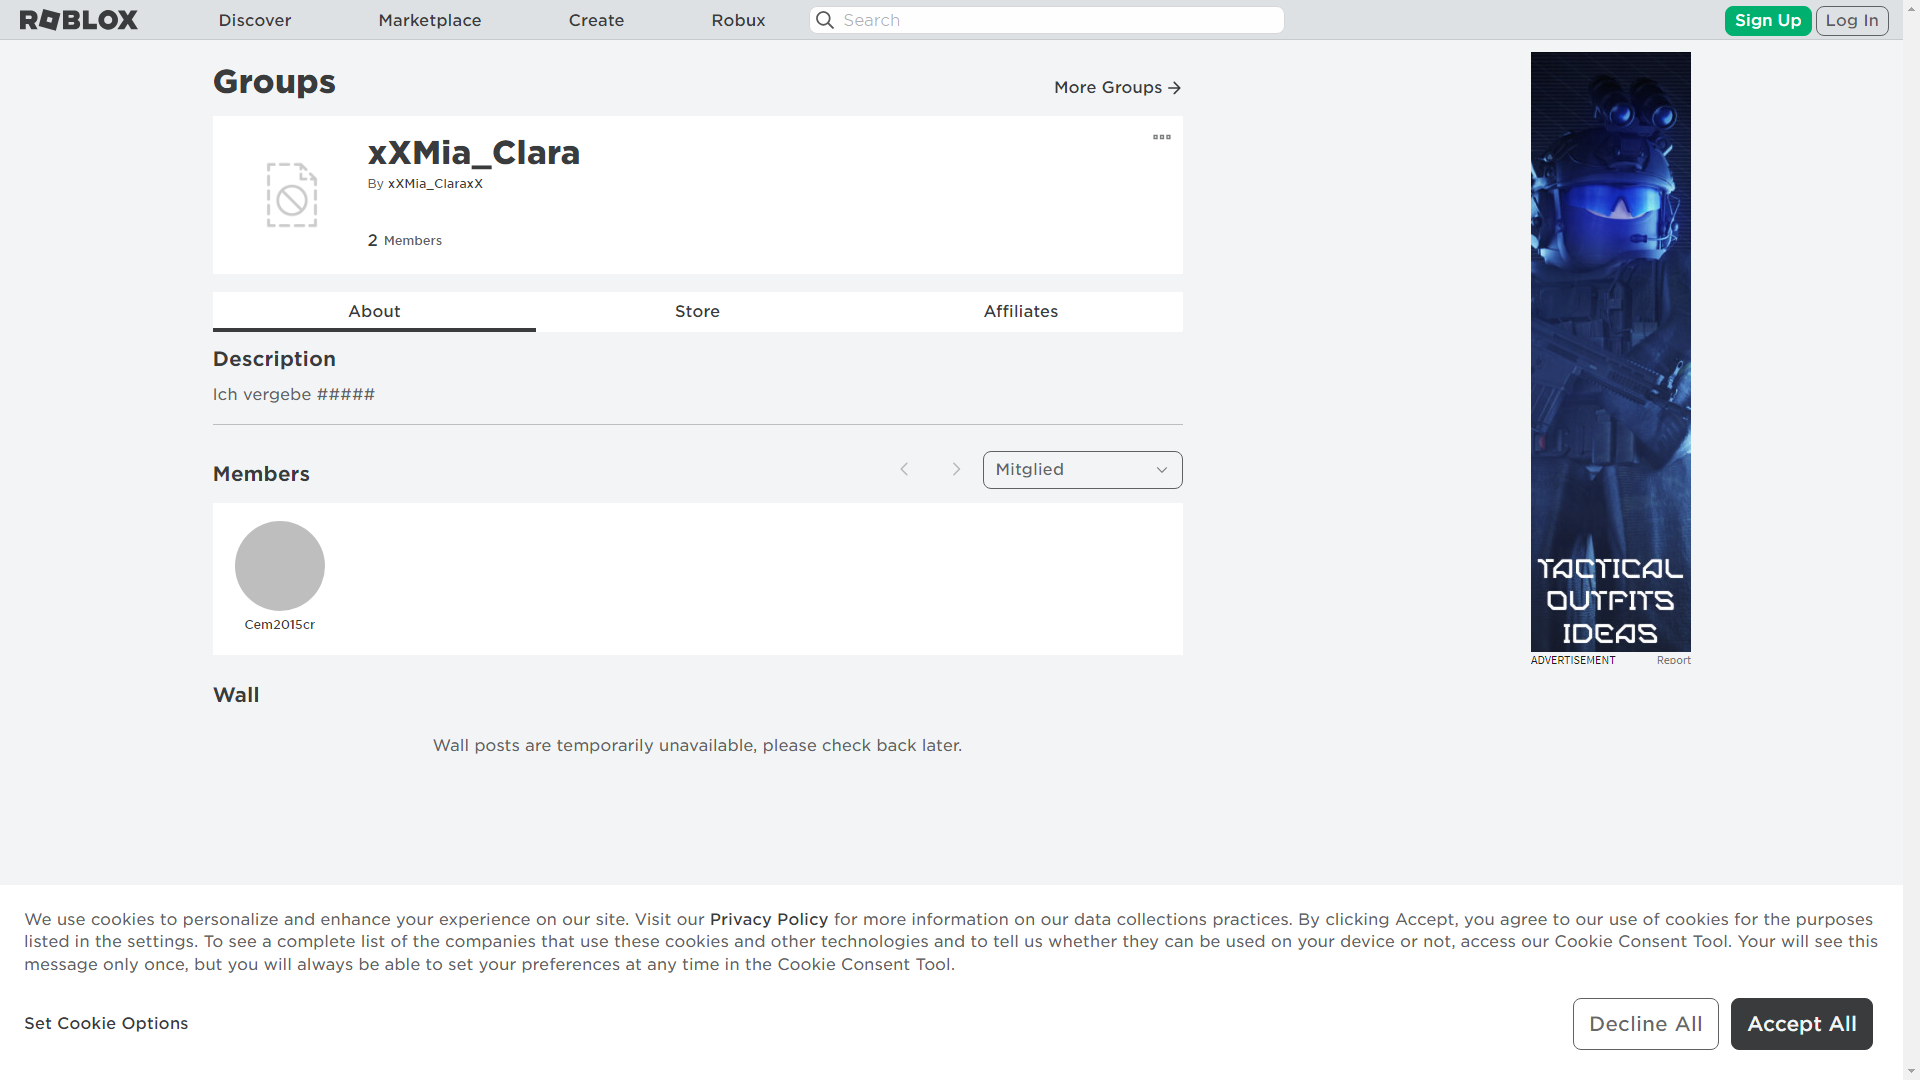 ROBLOX Discover Marketplace Create Robux Search Sign Up Log In
Groups
More Groups
xXMia_Clara
By xXMia_ClaraxX
2 Members
About Store Affiliates
Description
Ich vergebe #####
Members
Mitglied
Cem2015cr
Wall
Wall posts are temporarily unavailable, please check back later.
TACTICAL
OUTFITS
IDEAS
ADVERTISEMENT Report
We use cookies to personalize and enhance your experience on our site. Visit our Privacy Policy for more information on our data collections practices. By clicking Accept, you agree to our use of cookies for the purposes
listed in the settings. To see a complete list of the companies that use these cookies and other technologies and to tell us whether they can be used on your device or not, access our Cookie Consent Tool. Your will see this
message only once, but you will always be able to set your preferences at any time in the Cookie Consent Tool.
Set Cookie Options
Decline All
Accept All